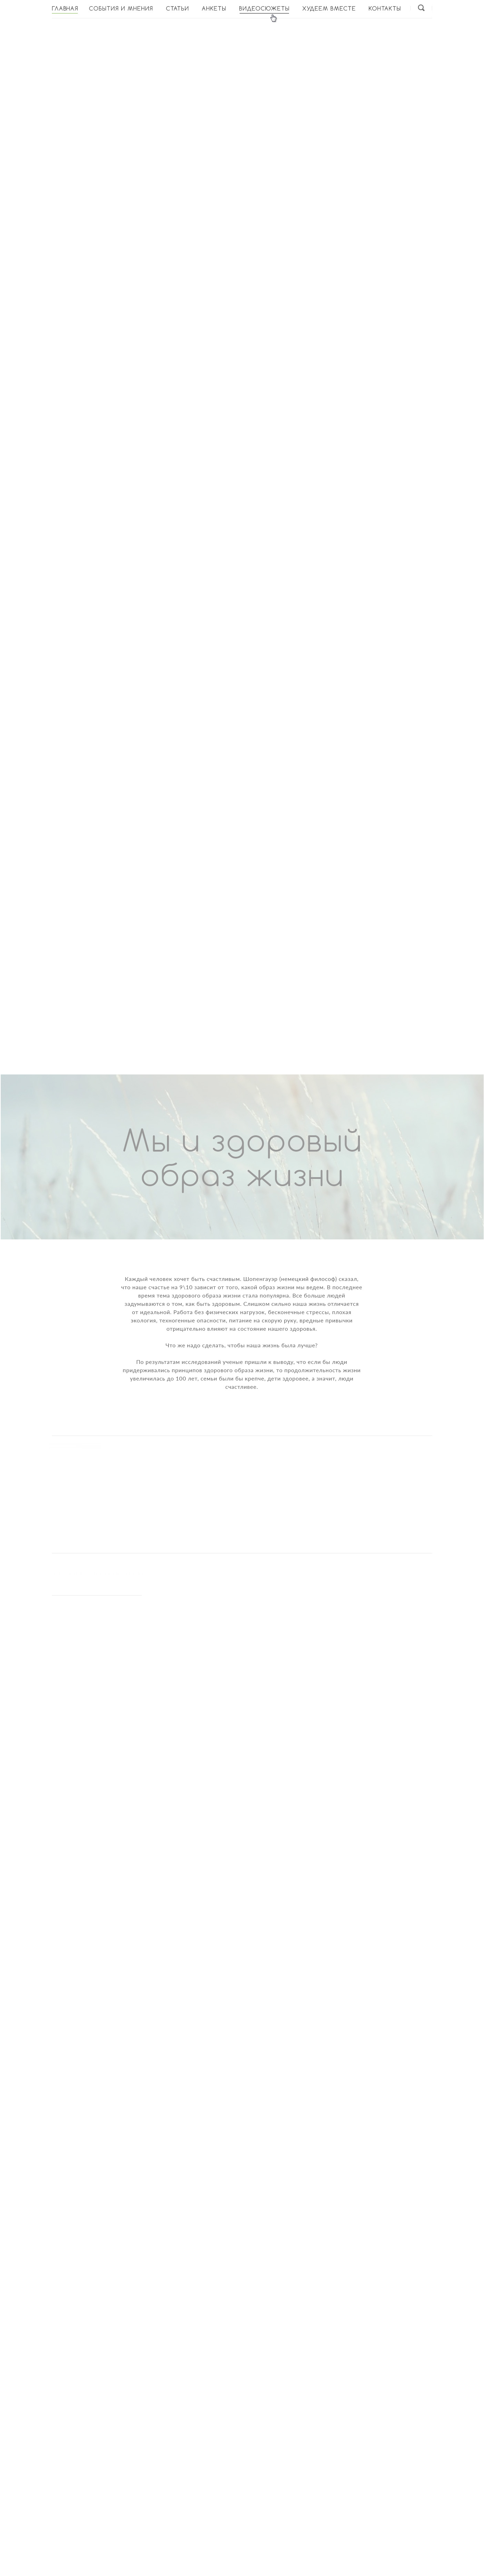 ГЛАВНАЯ СОБЫТИЯ И МНЕНИЯ СТАТЬИ АНКЕТЫ ВИДЕОСЮЖЕТЫ ХУДЕЕМ ВМЕСТЕ КОНТАКТЫ
Мы и здоровый
образ жизни
Каждый человек хочет быть счастливым. Шопенгауэр (немецкий философ) сказал,
что наше счастье на 9\10 зависит от того, какой образ жизни мы ведем. В последнее
время тема здорового образа жизни стала популярна. Все больше людей
задумываются о том, как быть здоровым. Слишком сильно наша жизнь отличается
от идеальной. Работа без физических нагрузок, бесконечные стрессы, плохая
экология, техногенные опасности, питание на скорую руку, вредные привычки
отрицательно влияют на состояние нашего здоровья.
Что же надо сделать, чтобы наша жизнь была лучше?
По результатам исследований ученые пришли к выводу, что если бы люди
придерживались принципов здорового образа жизни, то продолжительность жизни
увеличилась до 100 лет, семьи были бы крепче, дети здоровее, а значит, люди
счастливее.